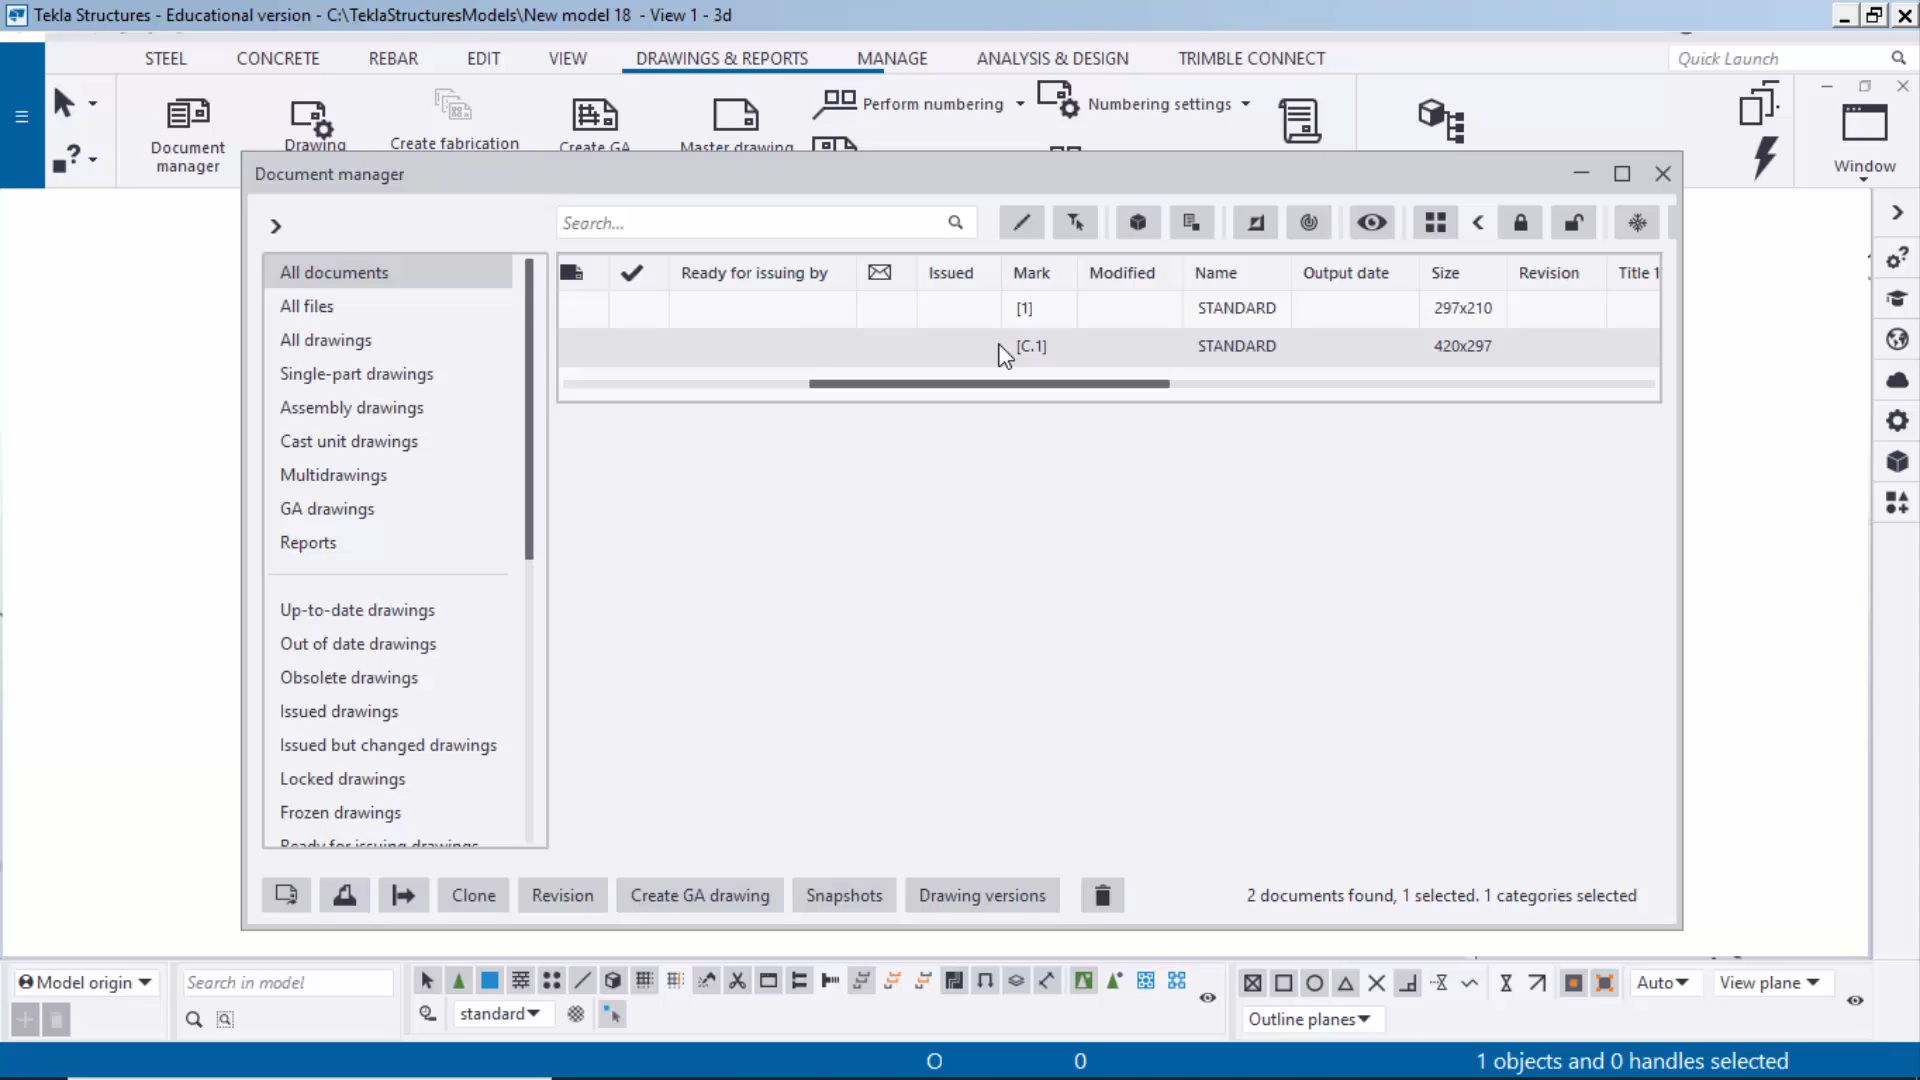 Tekla Structures - Educational version - C:\TeklaStructuresModels\New model 18 - View 1 - 3d
STEEL CONCRETE REBAR EDIT VIEW DRAWINGS & REPORTS MANAGE ANALYSIS & DESIGN TRIMBLE CONNECT Quick Launch
Perform numbering Numbering settings
Document manager Drawing Create fabrication Create GA Master drawing Window
Document manager
Search...
All documents
All files
All drawings
Single-part drawings
Assembly drawings
Cast unit drawings
Multidrawings
GA drawings
Reports
Up-to-date drawings
Out of date drawings
Obsolete drawings
Issued drawings
Issued but changed drawings
Locked drawings
Frozen drawings
Ready for issuing drawings
Ready for issuing by Issued Mark Modified Name Output date Size Revision Title 1
[1] STANDARD 297x210
[C.1] STANDARD 420x297
Clone Revision Create GA drawing Snapshots Drawing versions 2 documents found, 1 selected. 1 categories selected
Model origin Search in model Auto View plane
standard Outline planes
O 0 1 objects and 0 handles selected